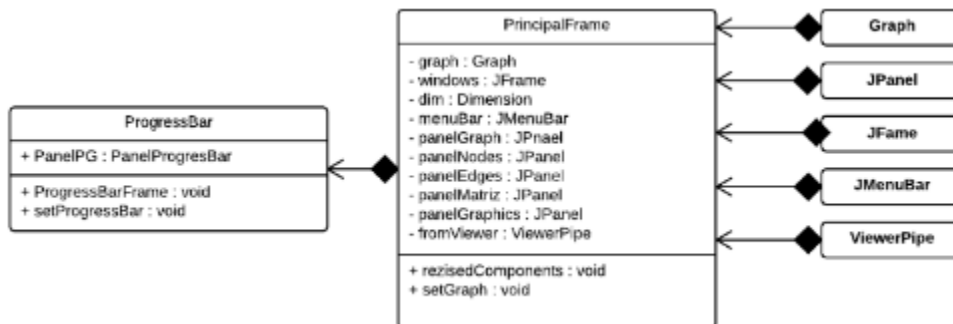 ProgressBar
+ PanelPG : PanelProgresBar
+ ProgressBarFrame : void
+ setProgressBar : void
PrincipalFrame
- graph : Graph
- windows : JFrame
- dim : Dimension
- menuBar : JMenuBar
- panelGraph : JPnael
- panelNodes : JPanel
- panelEdges : JPanel
- panelMatriz : JPanel
- panelGraphics : JPanel
- fromViewer : ViewerPipe
+ rezisedComponents : void
+ setGraph : void
Graph
JPanel
JFame
JMenuBar
ViewerPipe